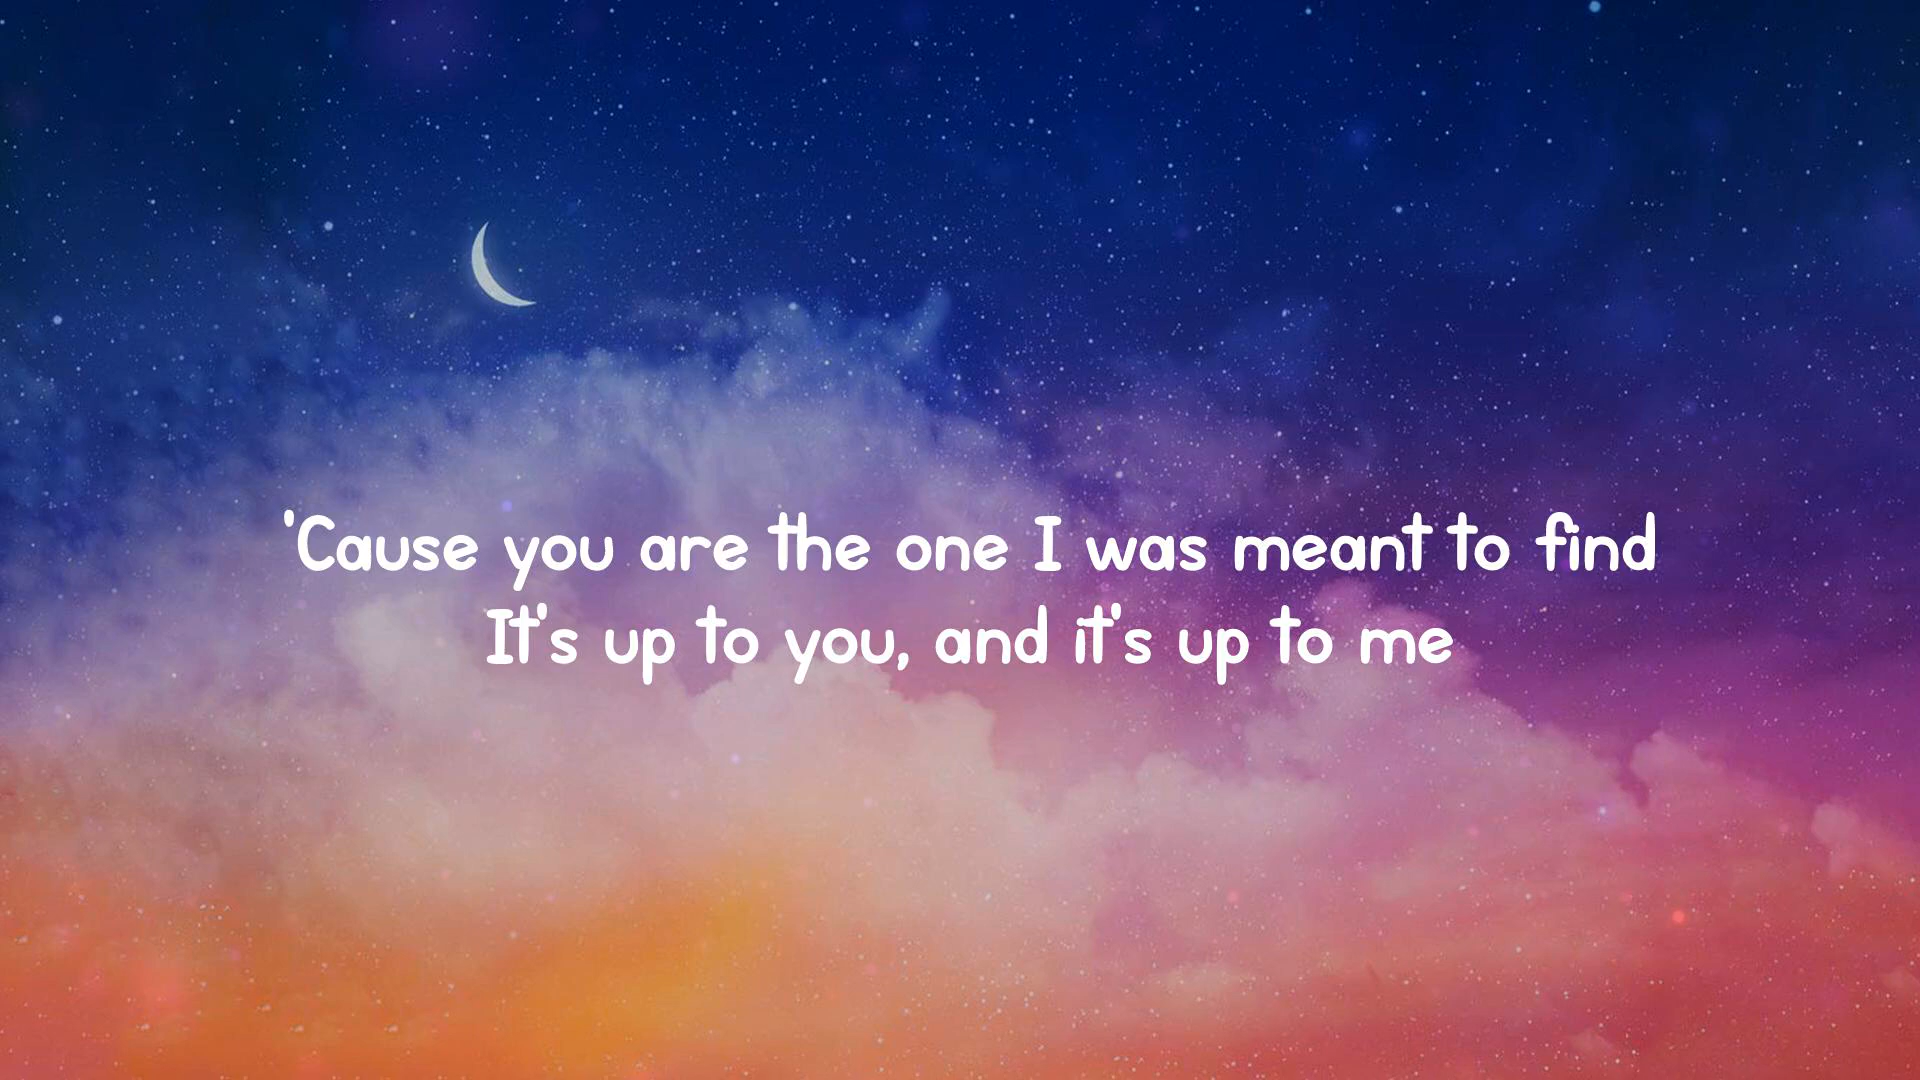 'Cause you are the one I was meant to find
It's up to you, and it's up to me